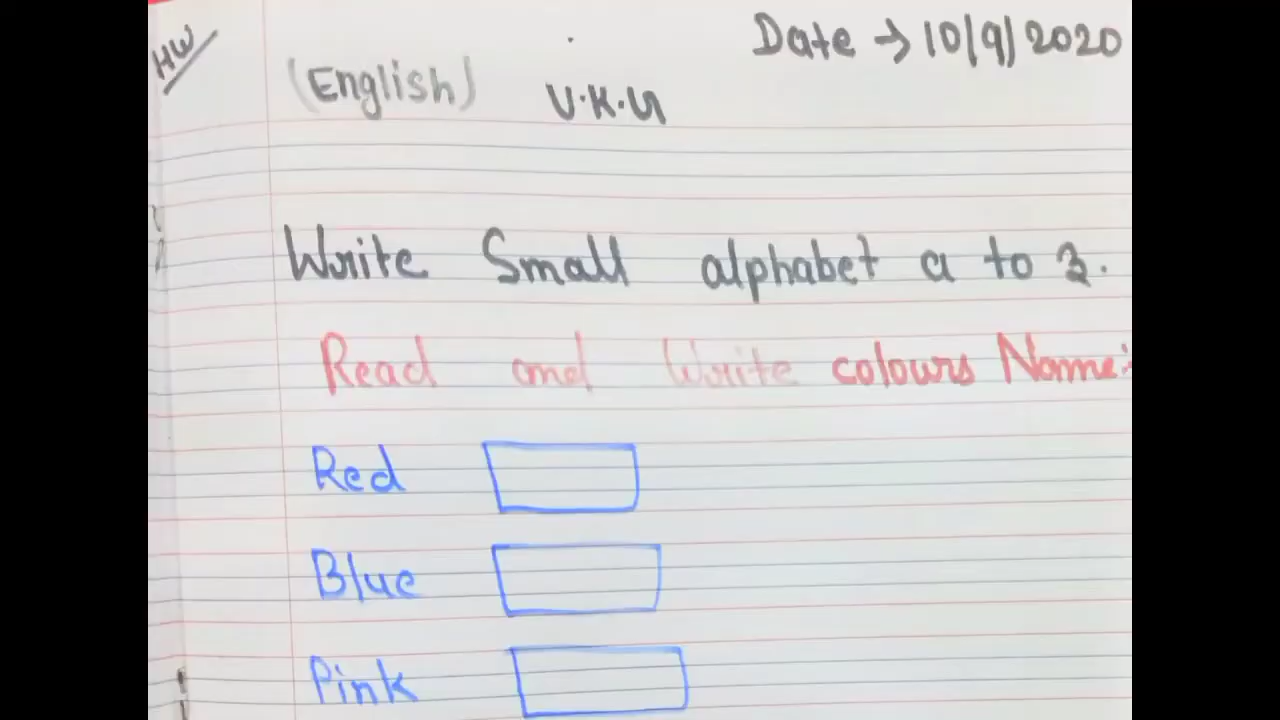 HW
Date → 10/9/2020
(English) U.K.G
Write Small alphabet a to z.
Read and Write colours Name:
Red
Blue
Pink